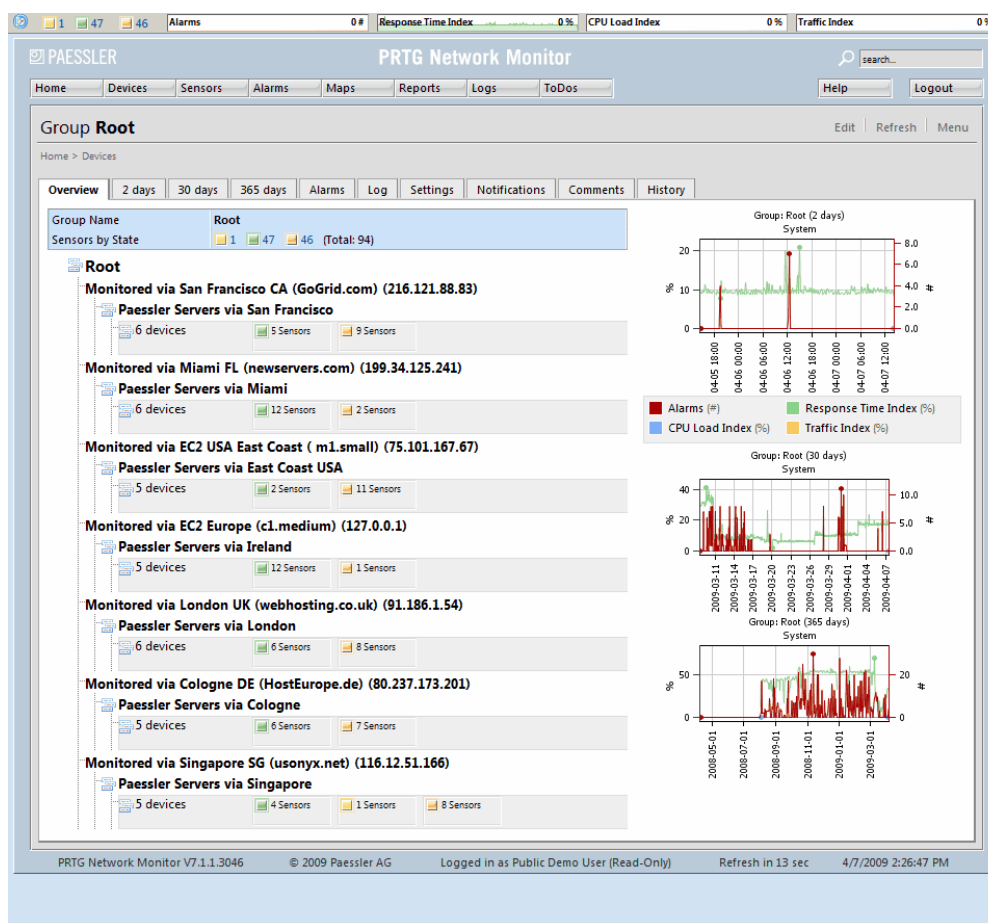 1 47 46 Alarms 0 # Response Time Index 0 % CPU Load Index 0 % Traffic Index 0 %
PAESSLER PRTG Network Monitor search...
Home Devices Sensors Alarms Maps Reports Logs ToDos Help Logout
Group Root Edit Refresh Menu
Home > Devices
Overview 2 days 30 days 365 days Alarms Log Settings Notifications Comments History
Group Name Root
Sensors by State 1 47 46 (Total: 94)
Root
Monitored via San Francisco CA (GoGrid.com) (216.121.88.83)
Paessler Servers via San Francisco
6 devices 5 Sensors 9 Sensors
Monitored via Miami FL (newservers.com) (199.34.125.241)
Paessler Servers via Miami
6 devices 12 Sensors 2 Sensors
Monitored via EC2 USA East Coast ( m1.small) (75.101.167.67)
Paessler Servers via East Coast USA
5 devices 2 Sensors 11 Sensors
Monitored via EC2 Europe (c1.medium) (127.0.0.1)
Paessler Servers via Ireland
5 devices 12 Sensors 1 Sensors
Monitored via London UK (webhosting.co.uk) (91.186.1.54)
Paessler Servers via London
6 devices 6 Sensors 8 Sensors
Monitored via Cologne DE (HostEurope.de) (80.237.173.201)
Paessler Servers via Cologne
5 devices 6 Sensors 7 Sensors
Monitored via Singapore SG (usonyx.net) (116.12.51.166)
Paessler Servers via Singapore
5 devices 4 Sensors 1 Sensors 8 Sensors
Group: Root (2 days)
System
20 8.0
6.0
% 10 4.0 #
2.0
0 0.0
04-05 18:00 04-06 00:00 04-06 06:00 04-06 12:00 04-06 18:00 04-07 00:00 04-07 06:00 04-07 12:00
Alarms (#) Response Time Index (%)
CPU Load Index (%) Traffic Index (%)
Group: Root (30 days)
System
40 10.0
% 20 5.0 #
0 0.0
2009-03-11 2009-03-14 2009-03-17 2009-03-20 2009-03-23 2009-03-26 2009-03-29 2009-04-01 2009-04-04 2009-04-07
Group: Root (365 days)
System
50 20
% #
0 0
2008-05-01 2008-07-01 2008-09-01 2008-11-01 2009-01-01 2009-03-01
PRTG Network Monitor V7.1.1.3046 © 2009 Paessler AG Logged in as Public Demo User (Read-Only) Refresh in 13 sec 4/7/2009 2:26:47 PM